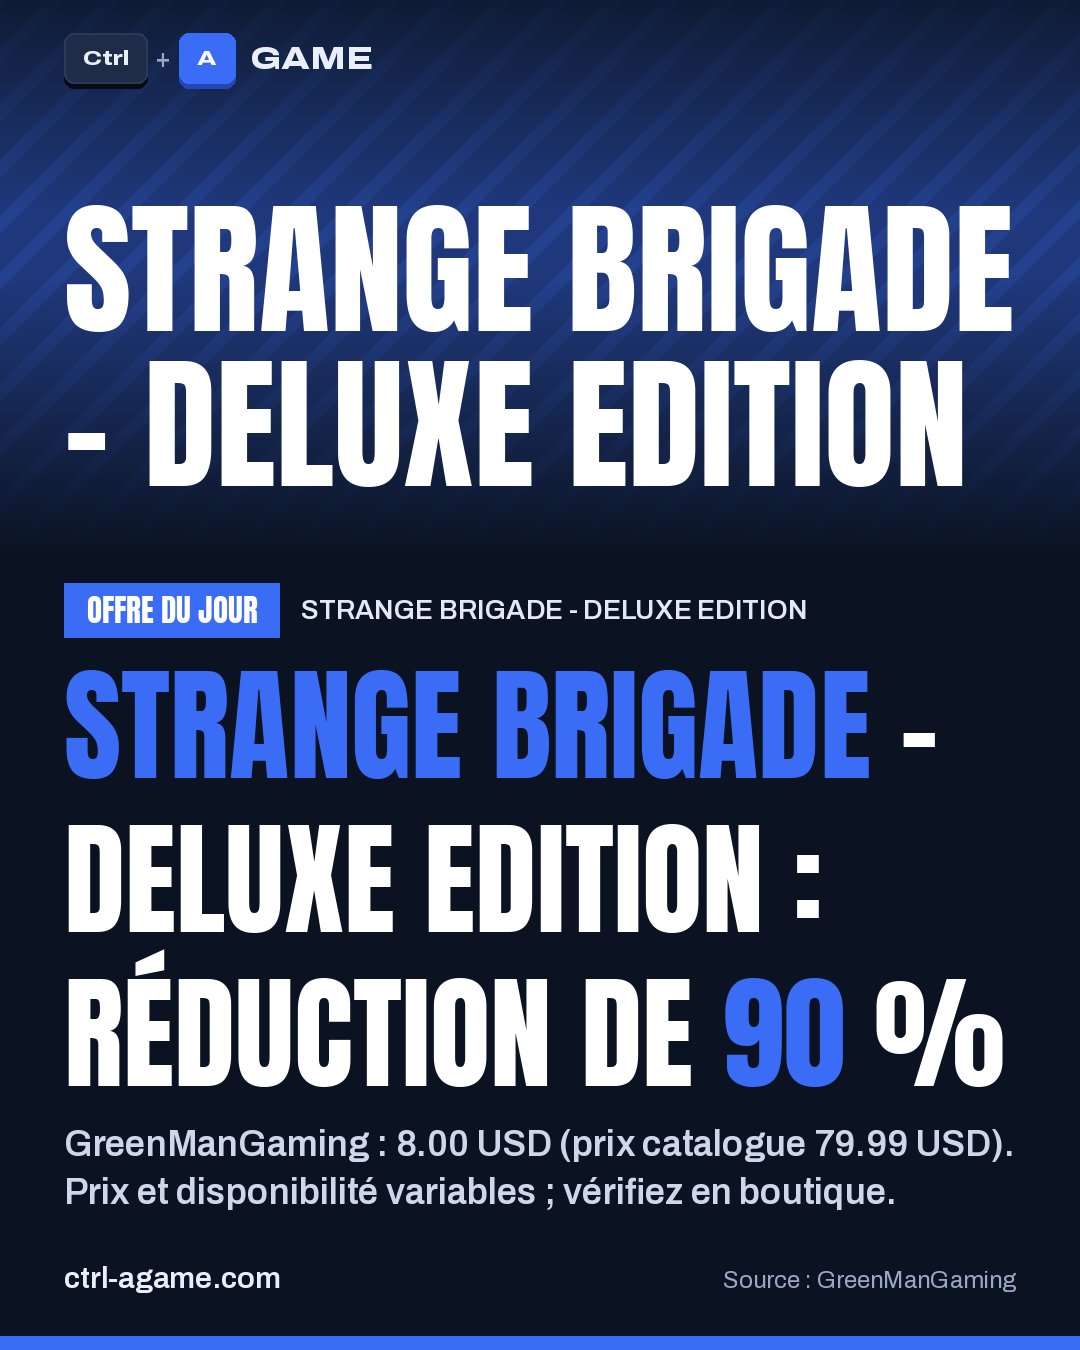 Ctrl + A GAME
STRANGE BRIGADE
- DELUXE EDITION
OFFRE DU JOUR STRANGE BRIGADE - DELUXE EDITION
STRANGE BRIGADE -
DELUXE EDITION :
RÉDUCTION DE 90 %
GreenManGaming : 8.00 USD (prix catalogue 79.99 USD).
Prix et disponibilité variables ; vérifiez en boutique.
ctrl-agame.com Source : GreenManGaming